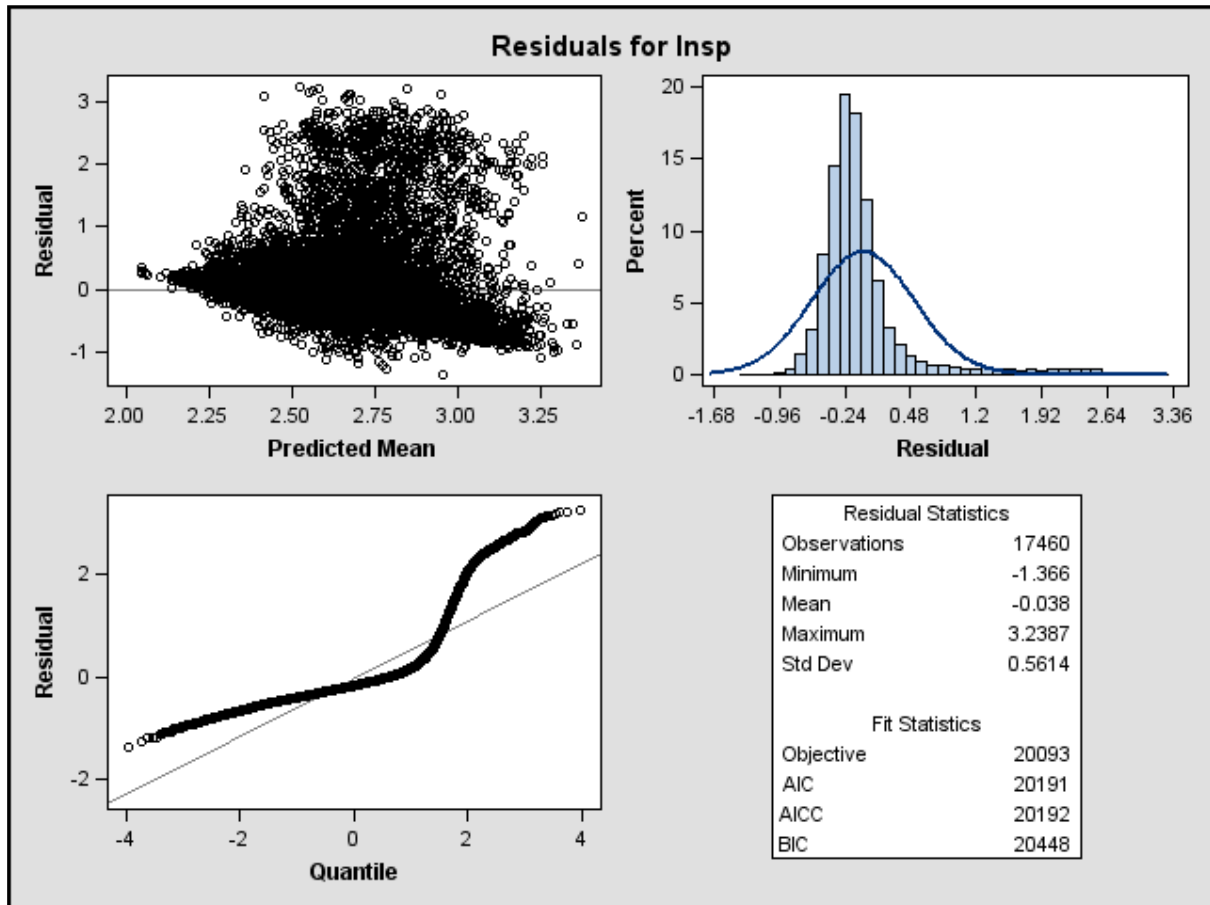 Residuals for lnsp
3
2
1
0
-1
Residual
2.00 2.25 2.50 2.75 3.00 3.25
Predicted Mean
20
15
10
5
0
Percent
-1.68 -0.96 -0.24 0.48 1.2 1.92 2.64 3.36
Residual
2
0
-2
Residual
-4 -2 0 2 4
Quantile
Residual Statistics
Observations 17460
Minimum -1.366
Mean -0.038
Maximum 3.2387
Std Dev 0.5614
Fit Statistics
Objective 20093
AIC 20191
AICC 20192
BIC 20448